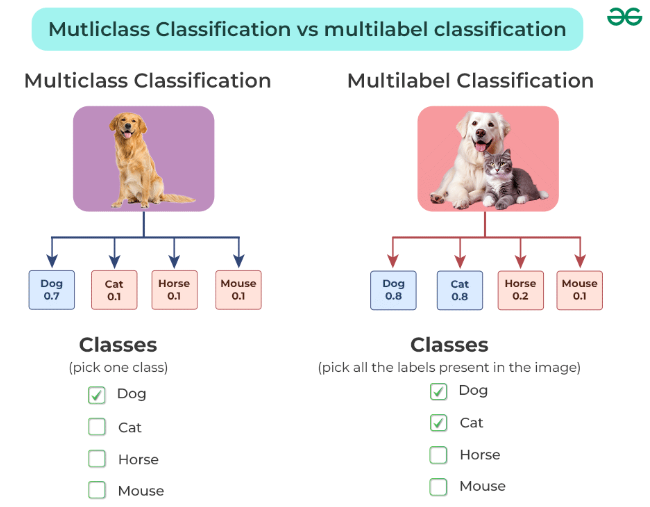 Mutliclass Classification vs multilabel classification
Multiclass Classification
Dog
0.7
Cat
0.1
Horse
0.1
Mouse
0.1
Classes
(pick one class)
Dog
Cat
Horse
Mouse
Multilabel Classification
Dog
0.8
Cat
0.8
Horse
0.2
Mouse
0.1
Classes
(pick all the labels present in the image)
Dog
Cat
Horse
Mouse